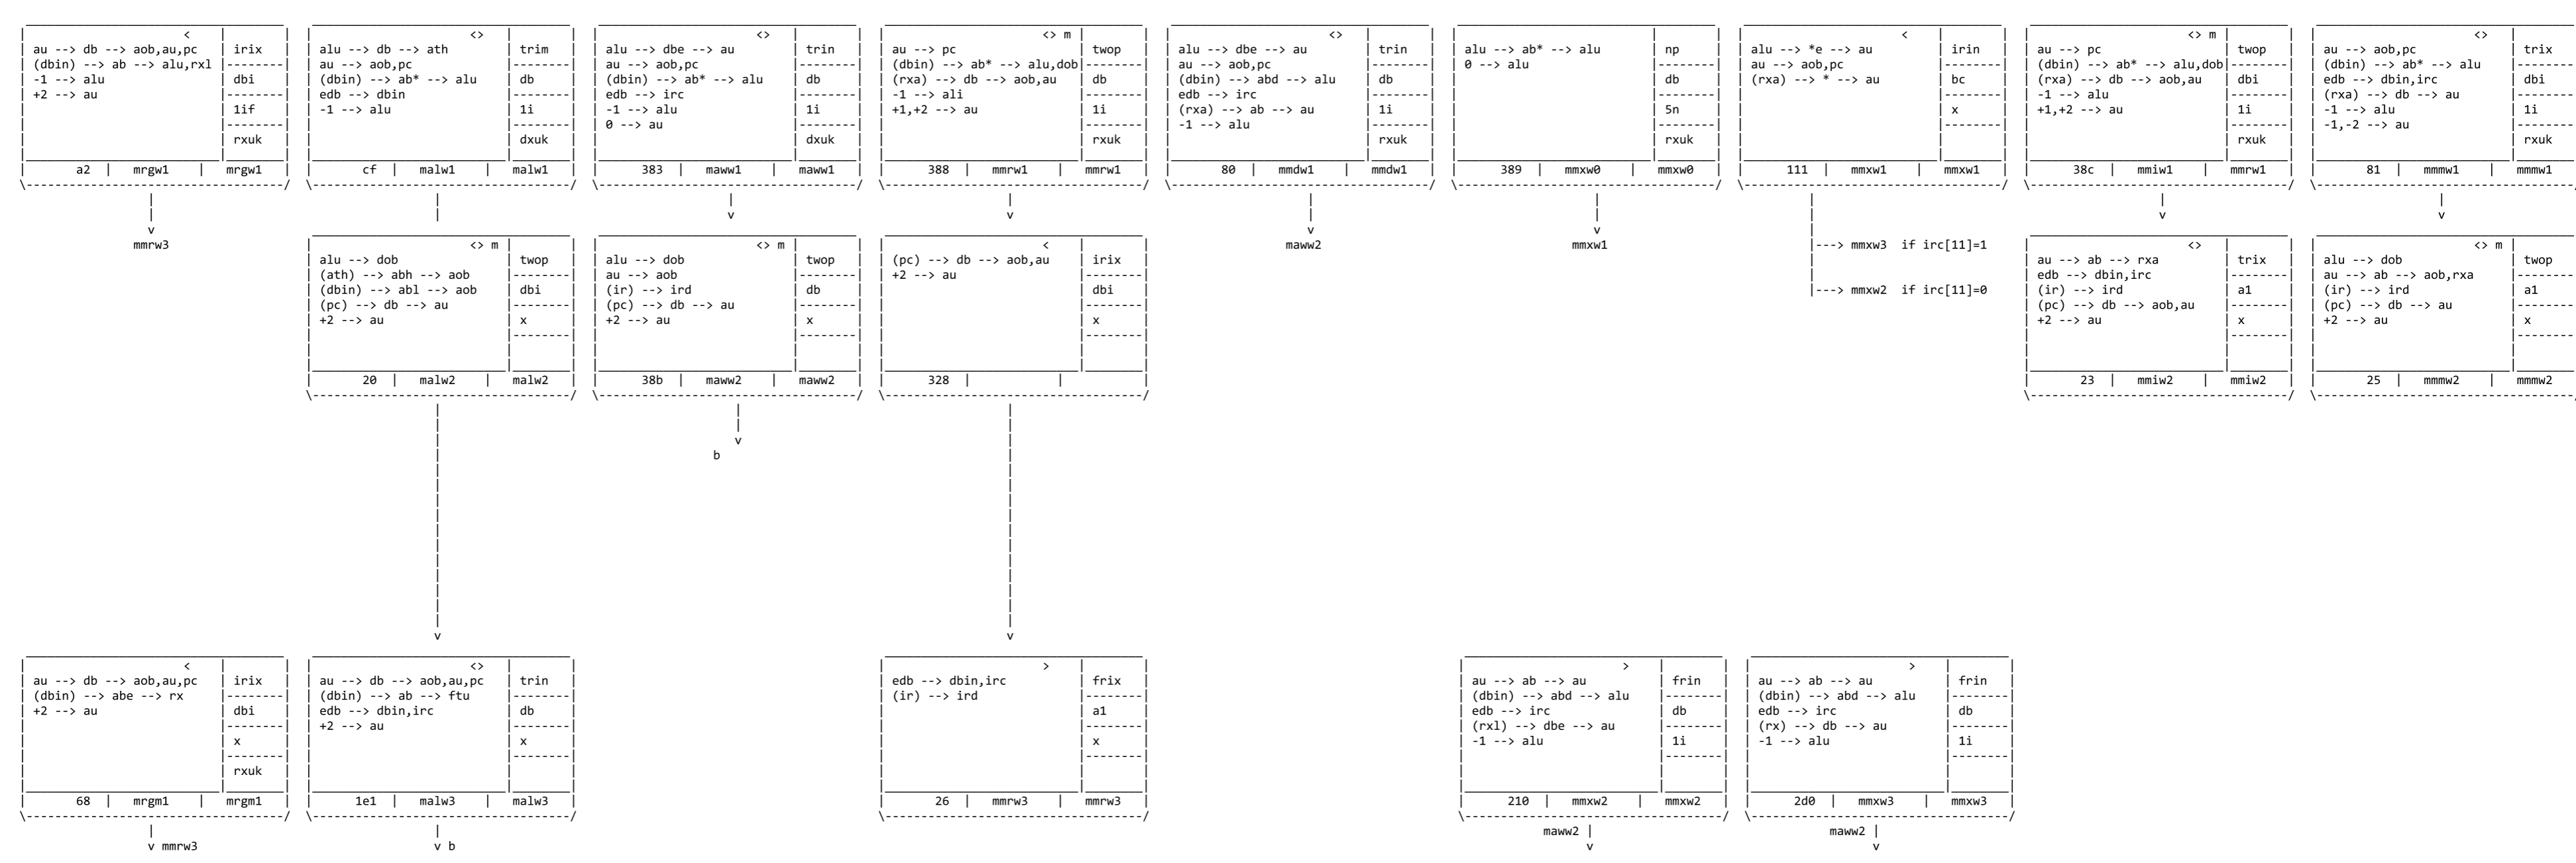 <
au --> db --> aob,au,pc
(dbin) --> ab --> alu,rxl
-1 --> alu
+2 --> au
irix
dbi
1if
rxuk
a2 | mrgw1 | mrgw1
v
mmrw3
<>
alu --> db --> ath
au --> aob,pc
(dbin) --> ab* --> alu
edb --> dbin
-1 --> alu
trim
db
1i
dxuk
cf | malw1 | malw1
<>
alu --> dbe --> au
au --> aob,pc
(dbin) --> ab* --> alu
edb --> irc
-1 --> alu
0 --> au
trin
db
1i
dxuk
383 | maww1 | maww1
v
<> m
au --> pc
(dbin) --> ab* --> alu,dob
(rxa) --> db --> aob,au
-1 --> ali
+1,+2 --> au
twop
db
1i
rxuk
388 | mmrw1 | mmrw1
v
<>
alu --> dbe --> au
au --> aob,pc
(dbin) --> abd --> alu
edb --> irc
(rxa) --> ab --> au
-1 --> alu
trin
db
1i
rxuk
80 | mmdw1 | mmdw1
v
maww2
alu --> ab* --> alu
0 --> alu
np
db
5n
rxuk
389 | mmxw0 | mmxw0
v
mmxw1
<
alu --> *e --> au
au --> aob,pc
(rxa) --> * --> au
irin
bc
x
111 | mmxw1 | mmxw1
|---> mmxw3  if irc[11]=1
|---> mmxw2  if irc[11]=0
<> m
au --> pc
(dbin) --> ab* --> alu,dob
(rxa) --> db --> aob,au
-1 --> alu
+1,+2 --> au
twop
dbi
1i
rxuk
38c | mmiw1 | mmrw1
v
<>
au --> aob,pc
(dbin) --> ab* --> alu
edb --> dbin,irc
(rxa) --> db --> au
-1 --> alu
-1,-2 --> au
trix
dbi
1i
rxuk
81 | mmmw1 | mmmw1
v
<> m
alu --> dob
(ath) --> abh --> aob
(dbin) --> abl --> aob
(pc) --> db --> au
+2 --> au
twop
dbi
x
20 | malw2 | malw2
v
<> m
alu --> dob
au --> aob
(ir) --> ird
(pc) --> db --> au
+2 --> au
twop
db
x
38b | maww2 | maww2
v
b
<
(pc) --> db --> aob,au
+2 --> au
irix
dbi
x
328 | |
v
<>
au --> ab --> rxa
edb --> dbin,irc
(ir) --> ird
(pc) --> db --> aob,au
+2 --> au
trix
a1
x
23 | mmiw2 | mmiw2
<> m
alu --> dob
au --> ab --> aob,rxa
(ir) --> ird
(pc) --> db --> au
+2 --> au
twop
a1
x
25 | mmmw2 | mmmw2
<
au --> db --> aob,au,pc
(dbin) --> abe --> rx
+2 --> au
irix
dbi
x
rxuk
68 | mrgm1 | mrgm1
v mmrw3
<>
au --> db --> aob,au,pc
(dbin) --> ab --> ftu
edb --> dbin,irc
+2 --> au
trin
db
x
1e1 | malw3 | malw3
v b
>
edb --> dbin,irc
(ir) --> ird
frix
a1
x
26 | mmrw3 | mmrw3
>
au --> ab --> au
(dbin) --> abd --> alu
edb --> irc
(rxl) --> dbe --> au
-1 --> alu
frin
db
1i
210 | mmxw2 | mmxw2
maww2 |
v
>
au --> ab --> au
(dbin) --> abd --> alu
edb --> irc
(rx) --> db --> au
-1 --> alu
frin
db
1i
2d0 | mmxw3 | mmxw3
maww2 |
v